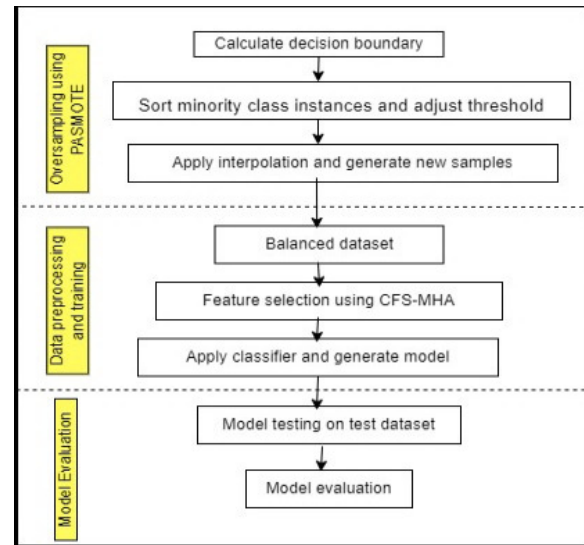 Calculate decision boundary
Sort minority class instances and adjust threshold
Apply interpolation and generate new samples
Oversampling using
PASMOTE
Balanced dataset
Feature selection using CFS-MHA
Apply classifier and generate model
Data preprocessing
and training
Model testing on test dataset
Model evaluation
Model Evaluation